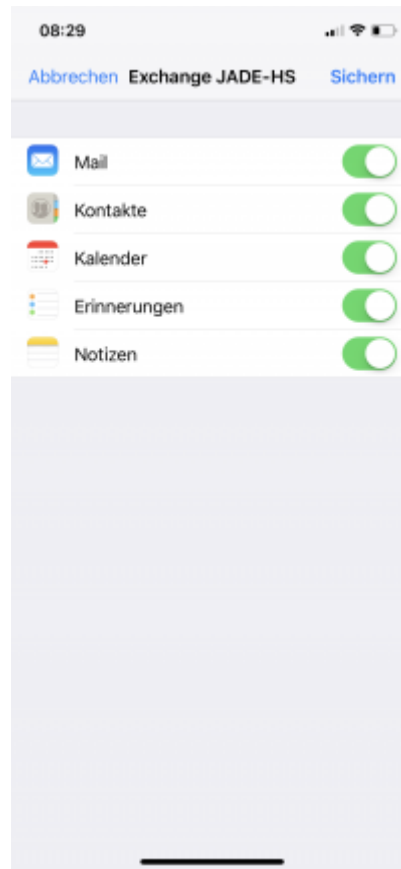 08:29
Abbrechen Exchange JADE-HS Sichern
Mail
Kontakte
Kalender
Erinnerungen
Notizen